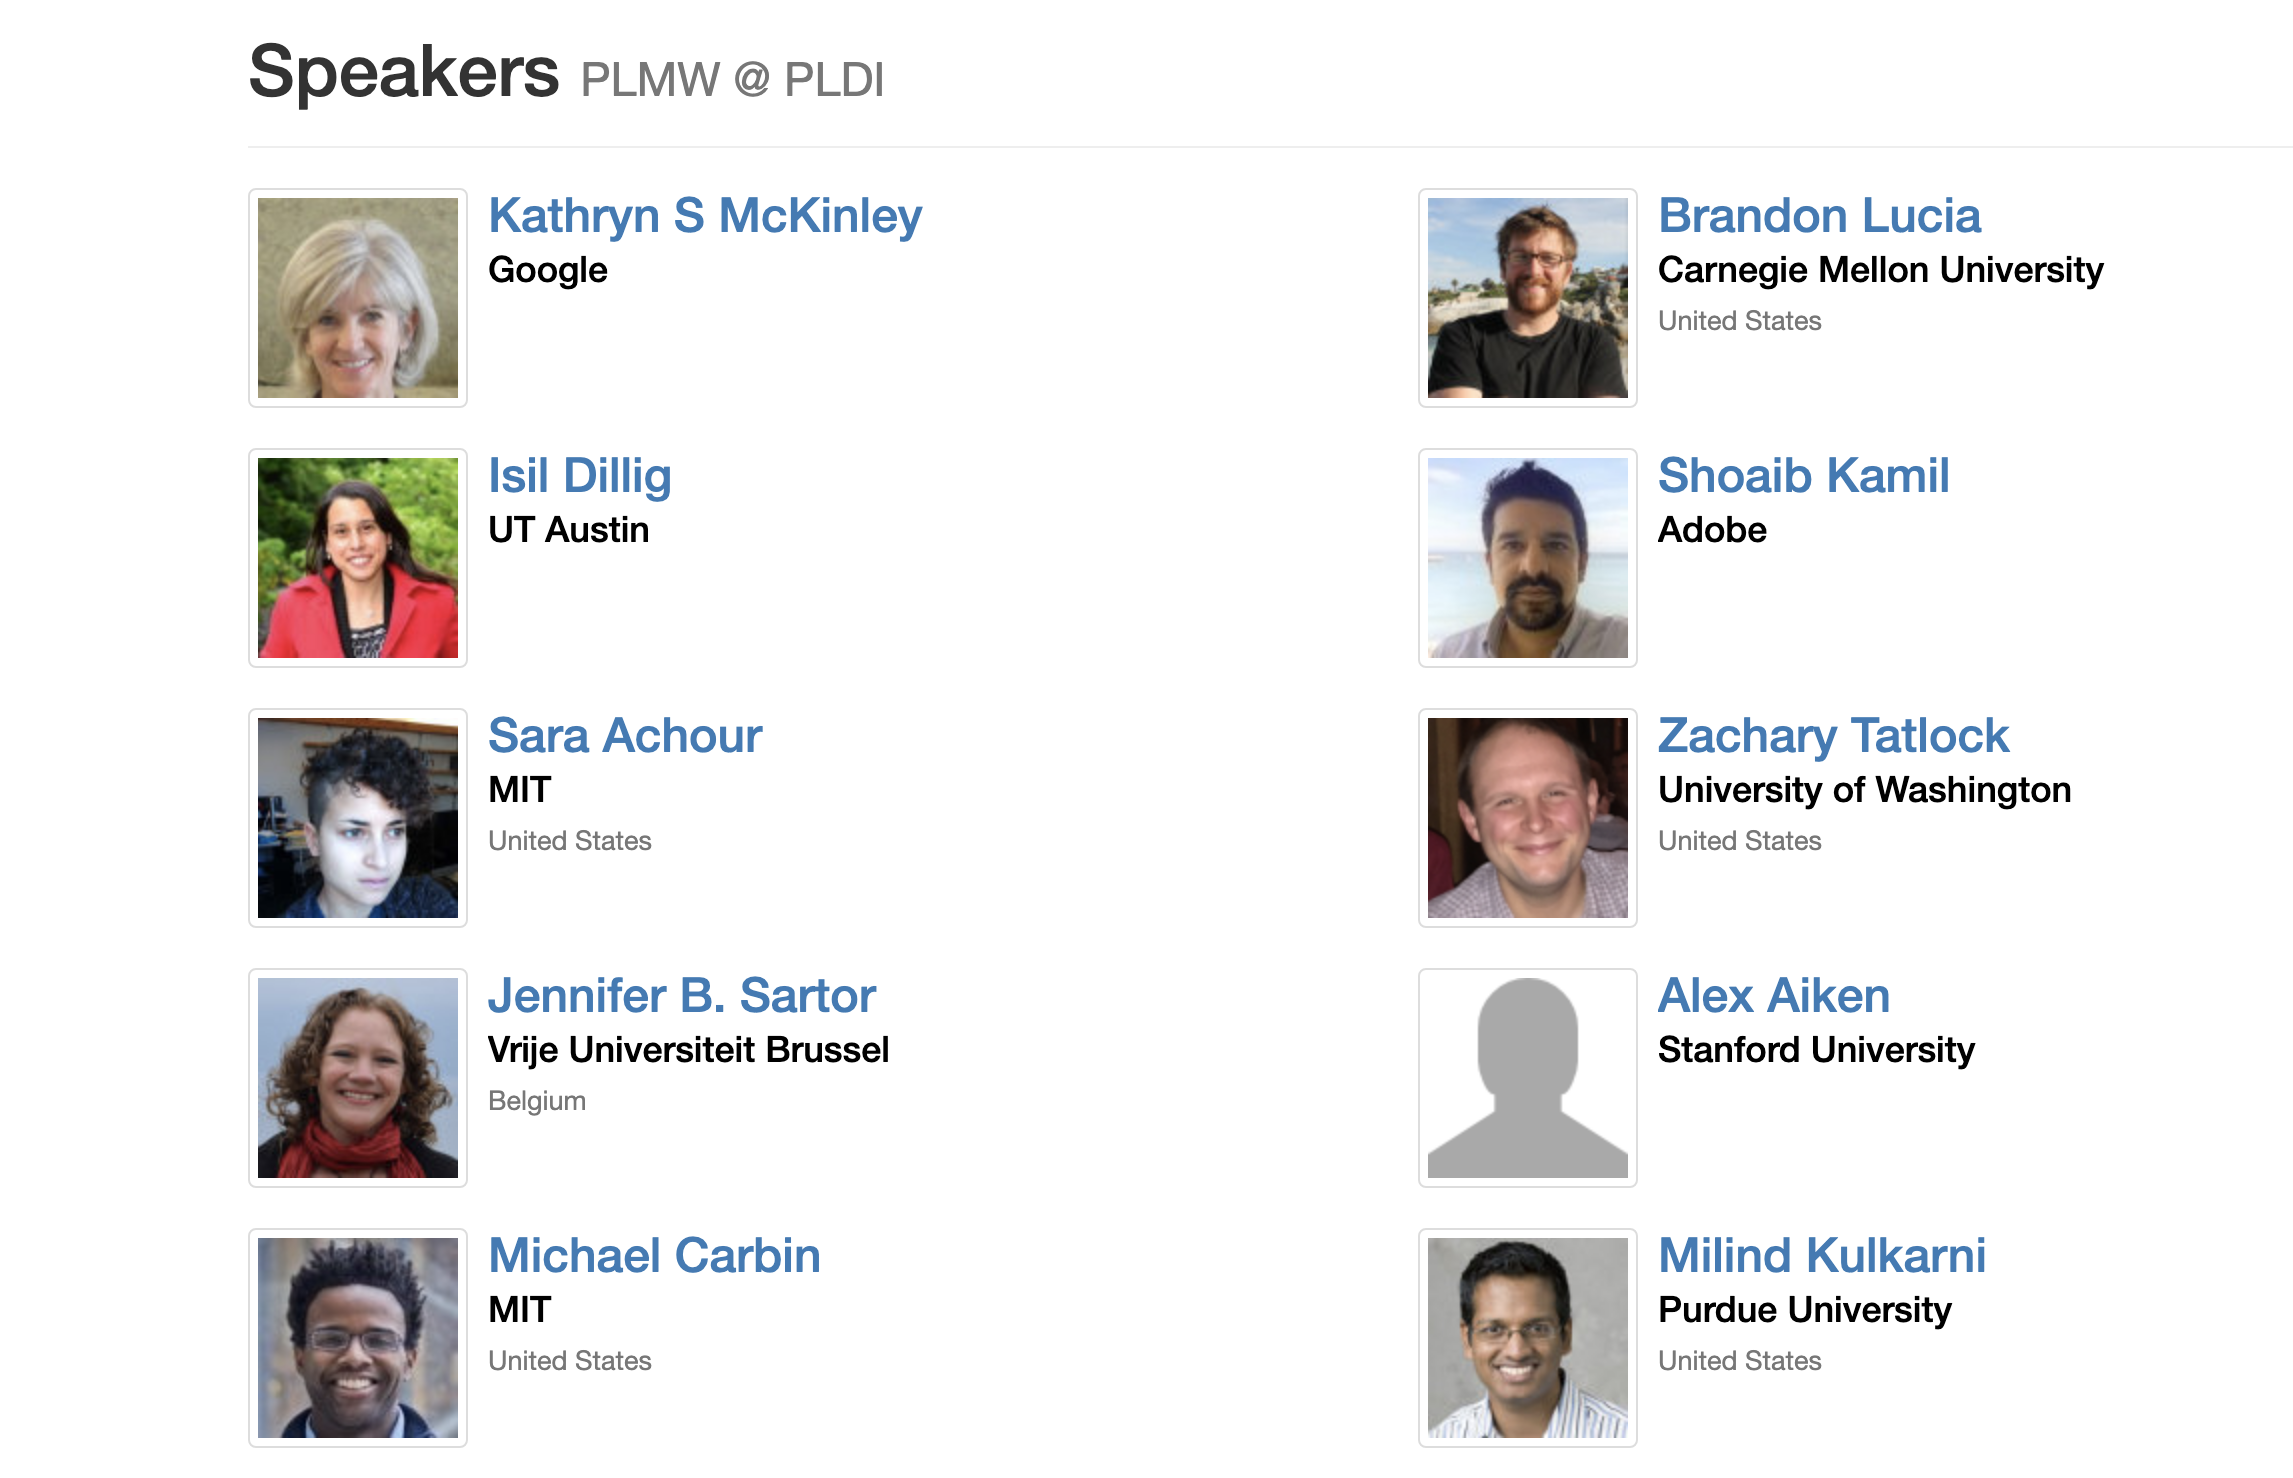 Speakers PLMW @ PLDI
Kathryn S McKinley
Google
Brandon Lucia
Carnegie Mellon University
United States
Isil Dillig
UT Austin
Shoaib Kamil
Adobe
Sara Achour
MIT
United States
Zachary Tatlock
University of Washington
United States
Jennifer B. Sartor
Vrije Universiteit Brussel
Belgium
Alex Aiken
Stanford University
Michael Carbin
MIT
United States
Milind Kulkarni
Purdue University
United States